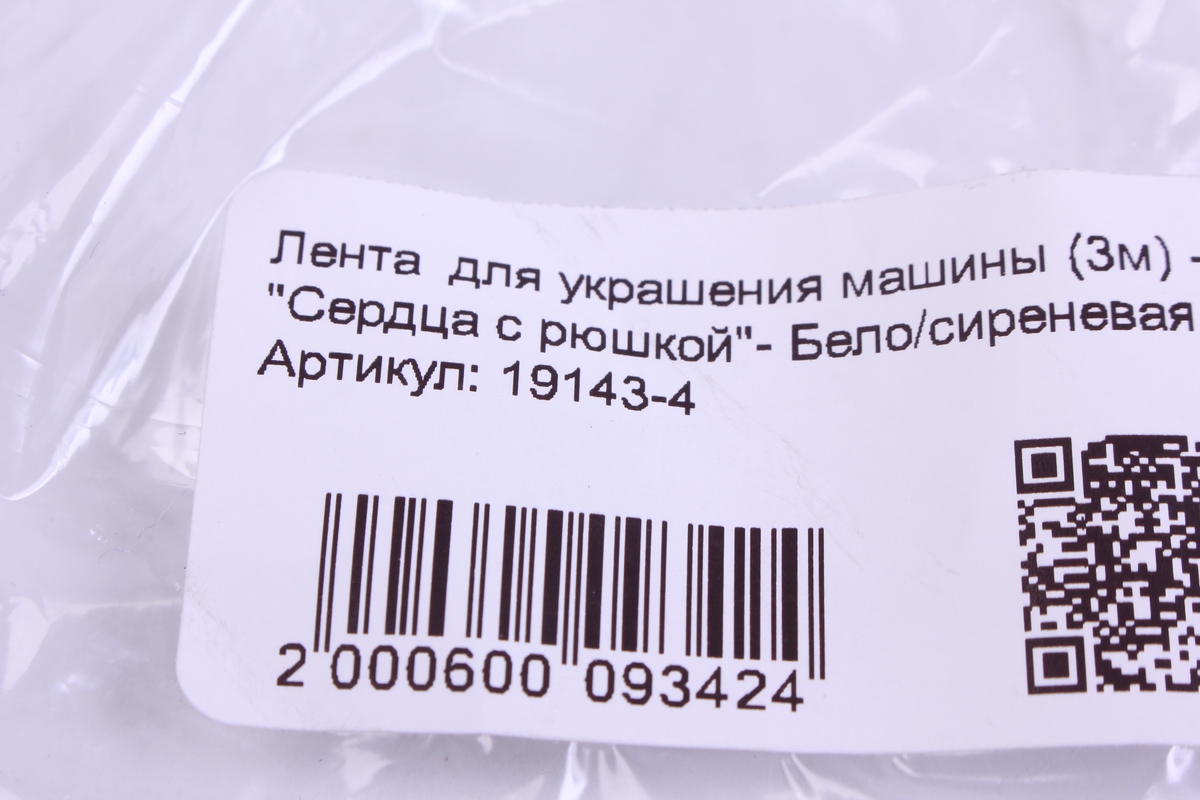 Лента для украшения машины (3м) -
"Сердца с рюшкой"- Бело/сиреневая
Артикул: 19143-4
2 000600 093424